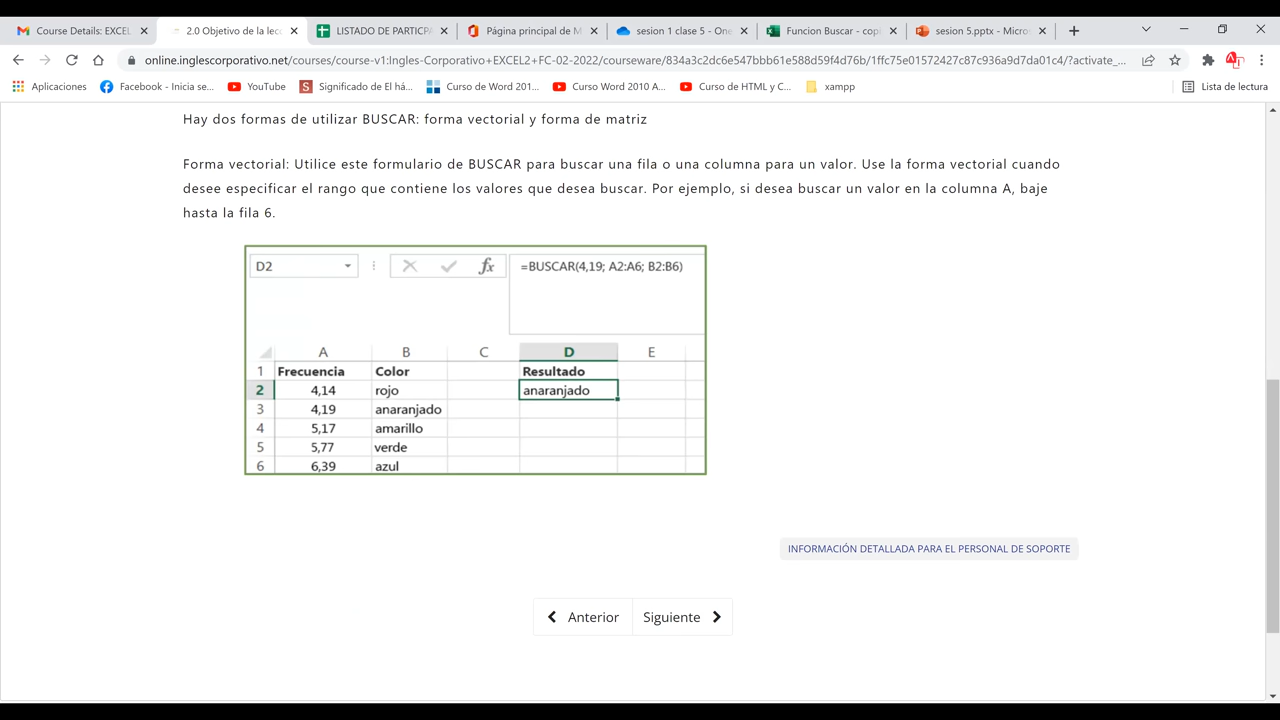 Course Details: EXCEL
2.0 Objetivo de la lecc
LISTADO DE PARTICPA
Página principal de M
sesion 1 clase 5 - One
Funcion Buscar - copi
sesion 5.pptx - Micros
online.inglescorporativo.net/courses/course-v1:Ingles-Corporativo+EXCEL2+EC-02-2022/courseware/834a3c2dc6e547bbb61e588d59f4d76b/1ffc75e01572427c87c936a9d7da01c4/?activate_...
Aplicaciones
Facebook - Inicia se...
YouTube
Significado de El há...
Curso de Word 201...
Curso Word 2010 A...
Curso de HTML y C...
xampp
Lista de lectura
Hay dos formas de utilizar BUSCAR: forma vectorial y forma de matriz
Forma vectorial: Utilice este formulario de BUSCAR para buscar una fila o una columna para un valor. Use la forma vectorial cuando
desee especificar el rango que contiene los valores que desea buscar. Por ejemplo, si desea buscar un valor en la columna A, baje
hasta la fila 6.
D2 fx =BUSCAR(4,19; A2:A6; B2:B6)
A B C D E
1 Frecuencia Color Resultado
2 4,14 rojo anaranjado
3 4,19 anaranjado
4 5,17 amarillo
5 5,77 verde
6 6,39 azul
INFORMACIÓN DETALLADA PARA EL PERSONAL DE SOPORTE
Anterior Siguiente